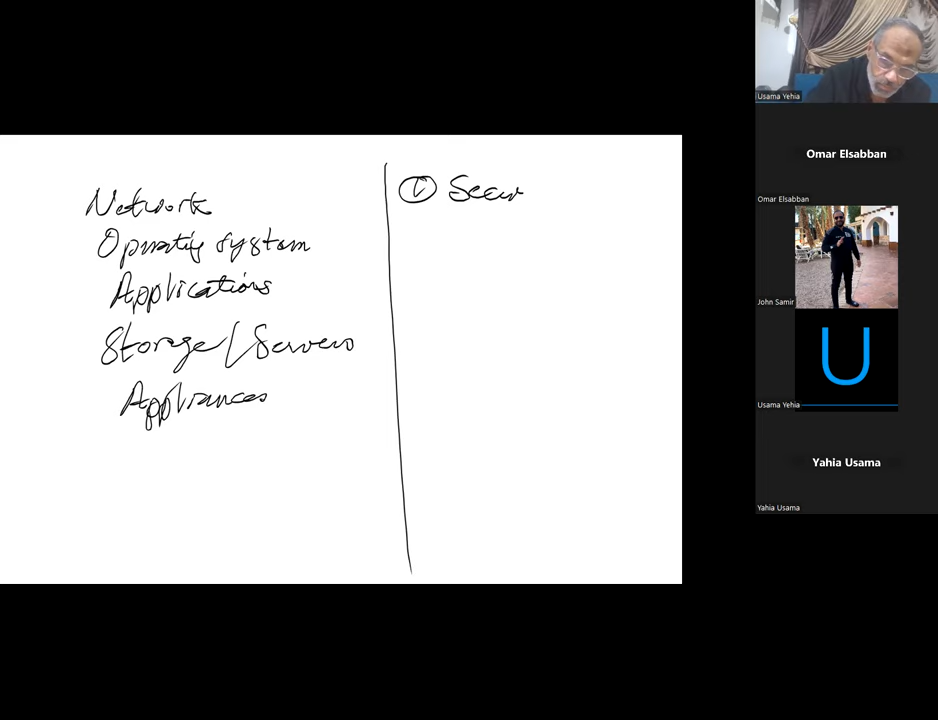 Network
Operating system
Applications
Storage/Servers
Appliances
① Secur
Usama Yehia
Omar Elsabban
Omar Elsabban
John Samir
U
Usama Yehia
Yahia Usama
Yahia Usama